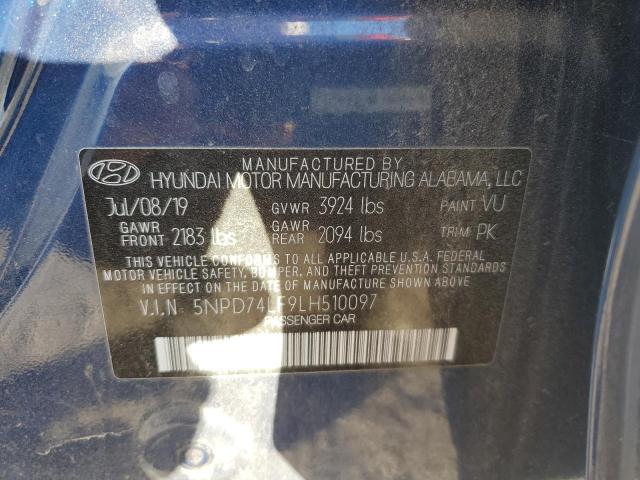 MANUFACTURED BY
HYUNDAI MOTOR MANUFACTURING ALABAMA, LLC
Jul/08/19 GVWR 3924 lbs PAINT VU
GAWR FRONT 2183 lbs GAWR REAR 2094 lbs TRIM PK
THIS VEHICLE CONFORMS TO ALL APPLICABLE U.S.A. FEDERAL
MOTOR VEHICLE SAFETY, BUMPER, AND THEFT PREVENTION STANDARDS
IN EFFECT ON THE DATE OF MANUFACTURE SHOWN ABOVE.
V.I.N. 5NPD74LF9LH510097
PASSENGER CAR